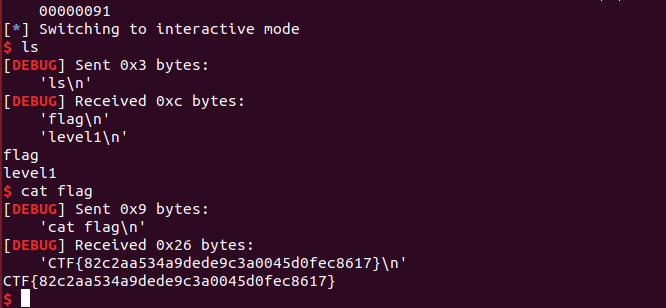 00000091
[*] Switching to interactive mode
$ ls
[DEBUG] Sent 0x3 bytes:
'ls\n'
[DEBUG] Received 0xc bytes:
'flag\n'
'level1\n'
flag
level1
$ cat flag
[DEBUG] Sent 0x9 bytes:
'cat flag\n'
[DEBUG] Received 0x26 bytes:
'CTF{82c2aa534a9dede9c3a0045d0fec8617}\n'
CTF{82c2aa534a9dede9c3a0045d0fec8617}
$